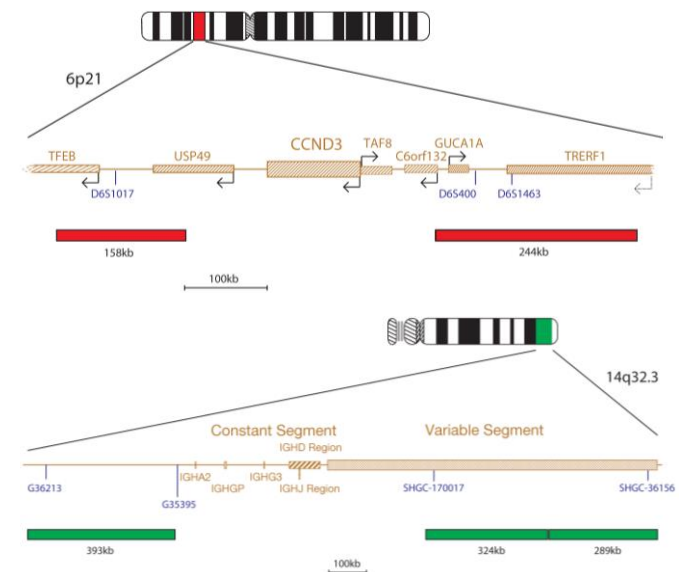 6p21
CCND3
TAF8
GUCA1A
TFEB
USP49
C6orf132
TRERF1
D6S1017
D6S400
D6S1463
158kb
244kb
100kb
14q32.3
Constant Segment
Variable Segment
IGHD Region
IGHA2
IGHGP
IGHG3
IGHJ Region
G36213
G35395
SHGC-170017
SHGC-36156
393kb
324kb
289kb
100kb